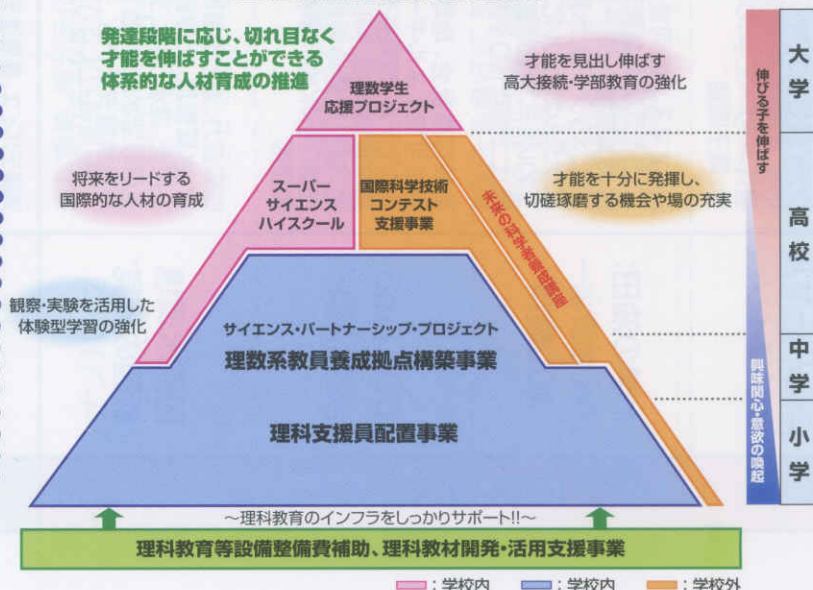 発達段階に応じ、切れ目なく
才能を伸ばすことができる
体系的な人材育成の推進
理数学生
応援プロジェクト
才能を見出し伸ばす
高大接続・学部教育の強化
将来をリードする
国際的な人材の育成
スーパー
サイエンス
ハイスクール
国際科学技術
コンテスト
支援事業
未来の科学者養成講座
才能を十分に発揮し、
切磋琢磨する機会や場の充実
観察・実験を活用した
体験型学習の強化
サイエンス・パートナーシップ・プロジェクト
理数系教員養成拠点構築事業
理科支援員配置事業
伸びる子を伸ばす
興味関心・意欲の喚起
大学
高校
中学
小学
～理科教育のインフラをしっかりサポート!!～
理科教育等設備整備費補助、理科教材開発・活用支援事業
：学校内
：学校内
：学校外